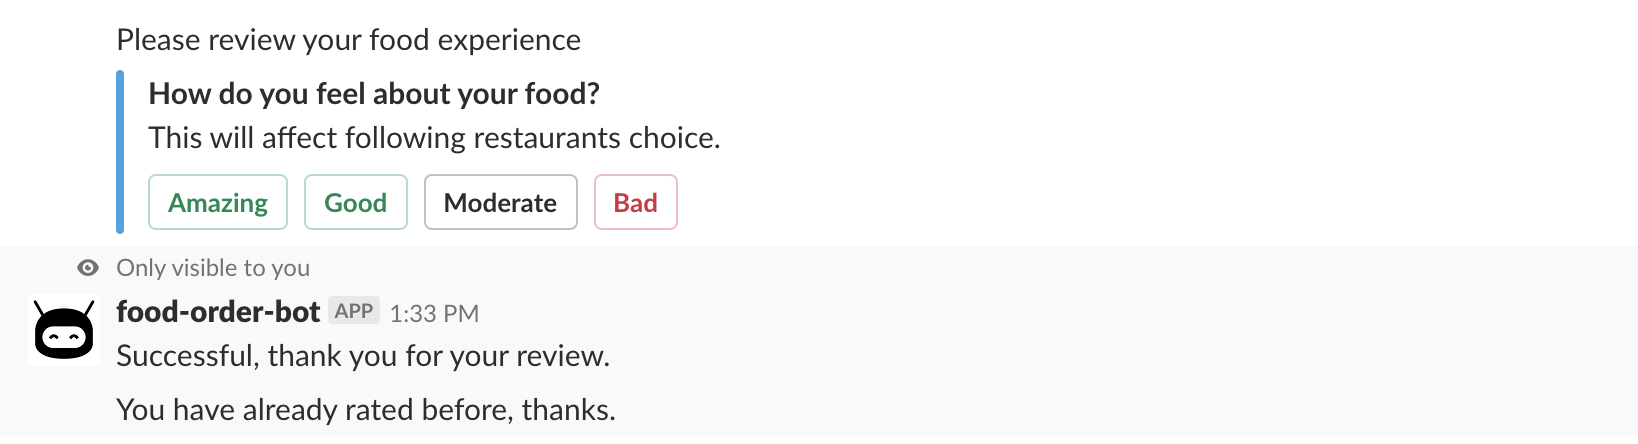 Please review your food experience
How do you feel about your food?
This will affect following restaurants choice.
Amazing Good Moderate Bad
Only visible to you
food-order-bot APP 1:33 PM
Successful, thank you for your review.
You have already rated before, thanks.